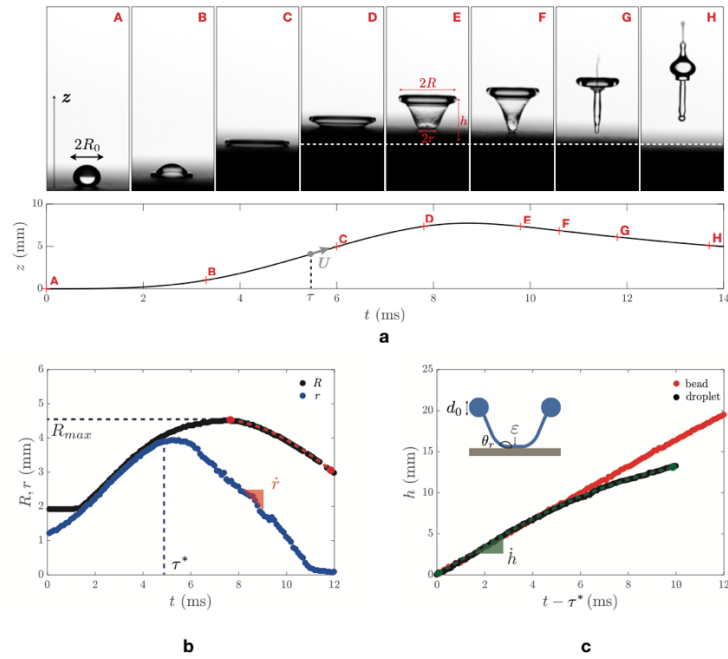 A B C D E F G H
z
2R₀
2R
h
2r
10
5
0
z (mm)
A B C D E F G H
U
0 2 4 τ 6 8 10 12 14
t (ms)
a
6
5
4
3
2
1
0
R, r (mm)
R
r
R_max
ṙ
τ*
0 2 4 6 8 10 12
t (ms)
b
25
20
15
10
5
0
h (mm)
bead
droplet
d₀
ε
θ_r
ḣ
0 2 4 6 8 10 12
t − τ* (ms)
c